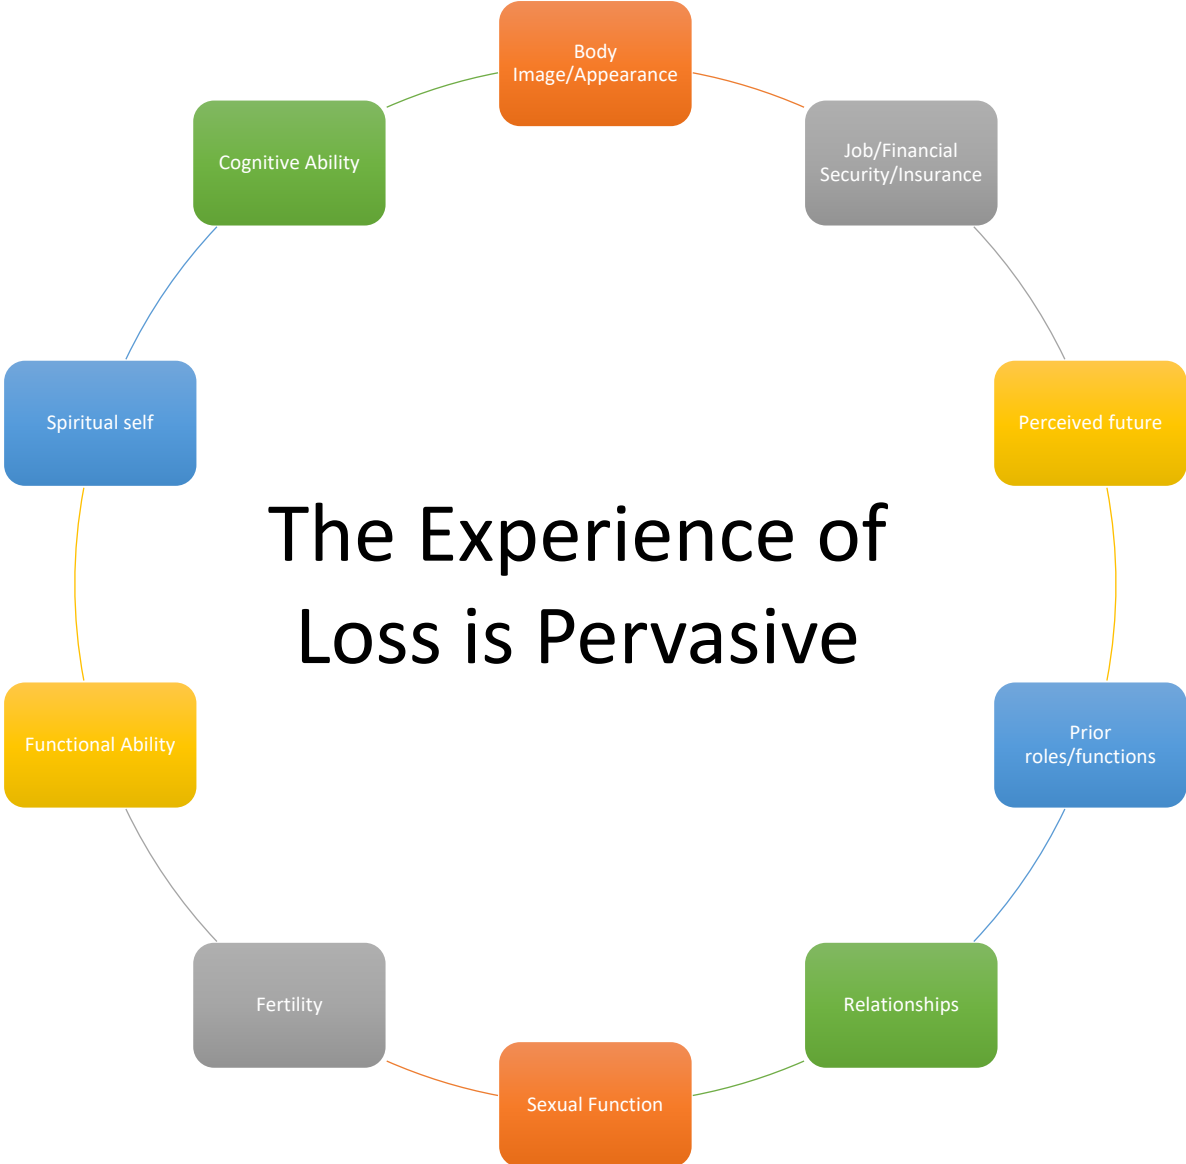 Body
Image/Appearance
Job/Financial
Security/Insurance
Perceived future
Prior
roles/functions
Relationships
Sexual Function
Fertility
Functional Ability
Spiritual self
Cognitive Ability
The Experience of
Loss is Pervasive